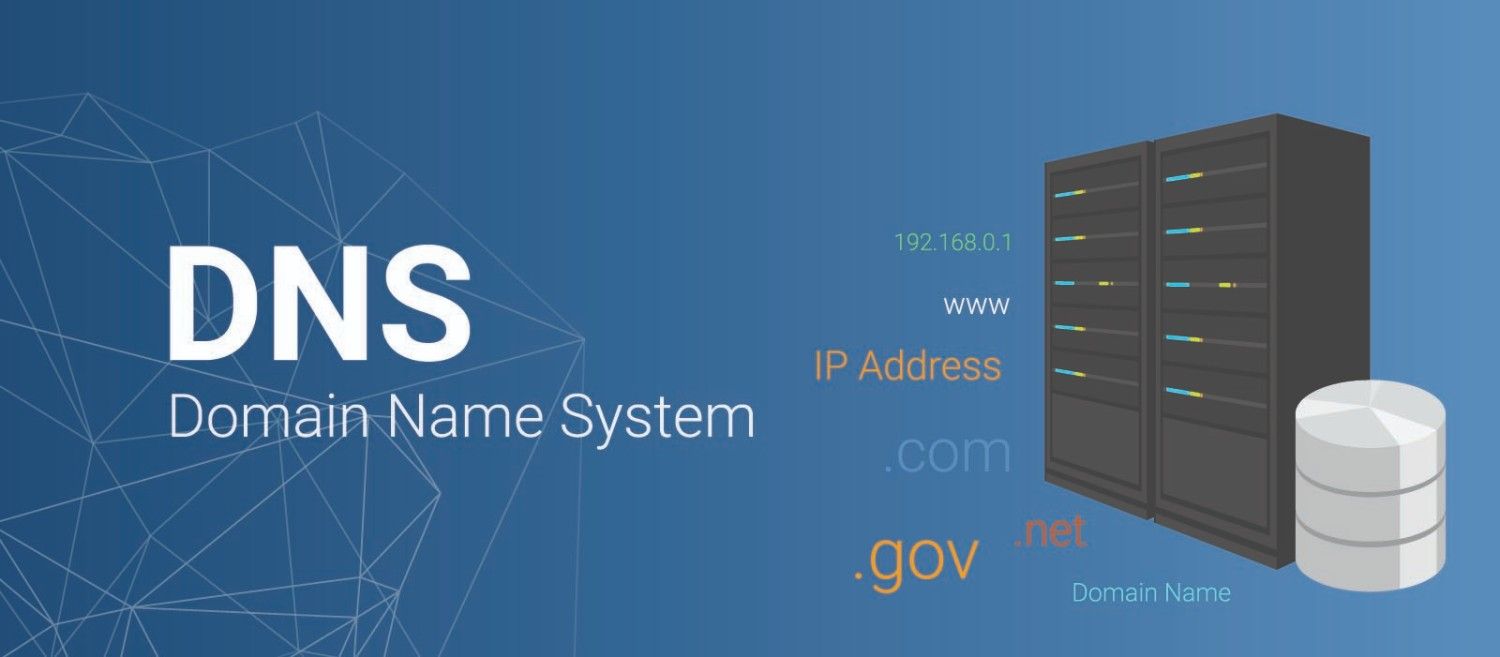 DNS
Domain Name System
192.168.0.1
www
IP Address
.com
.gov
.net
Domain Name